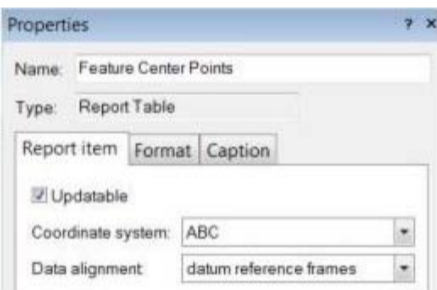 Properties ? ×
Name: Feature Center Points
Type: Report Table
Report item Format Caption
Updatable
Coordinate system: ABC
Data alignment: datum reference frames